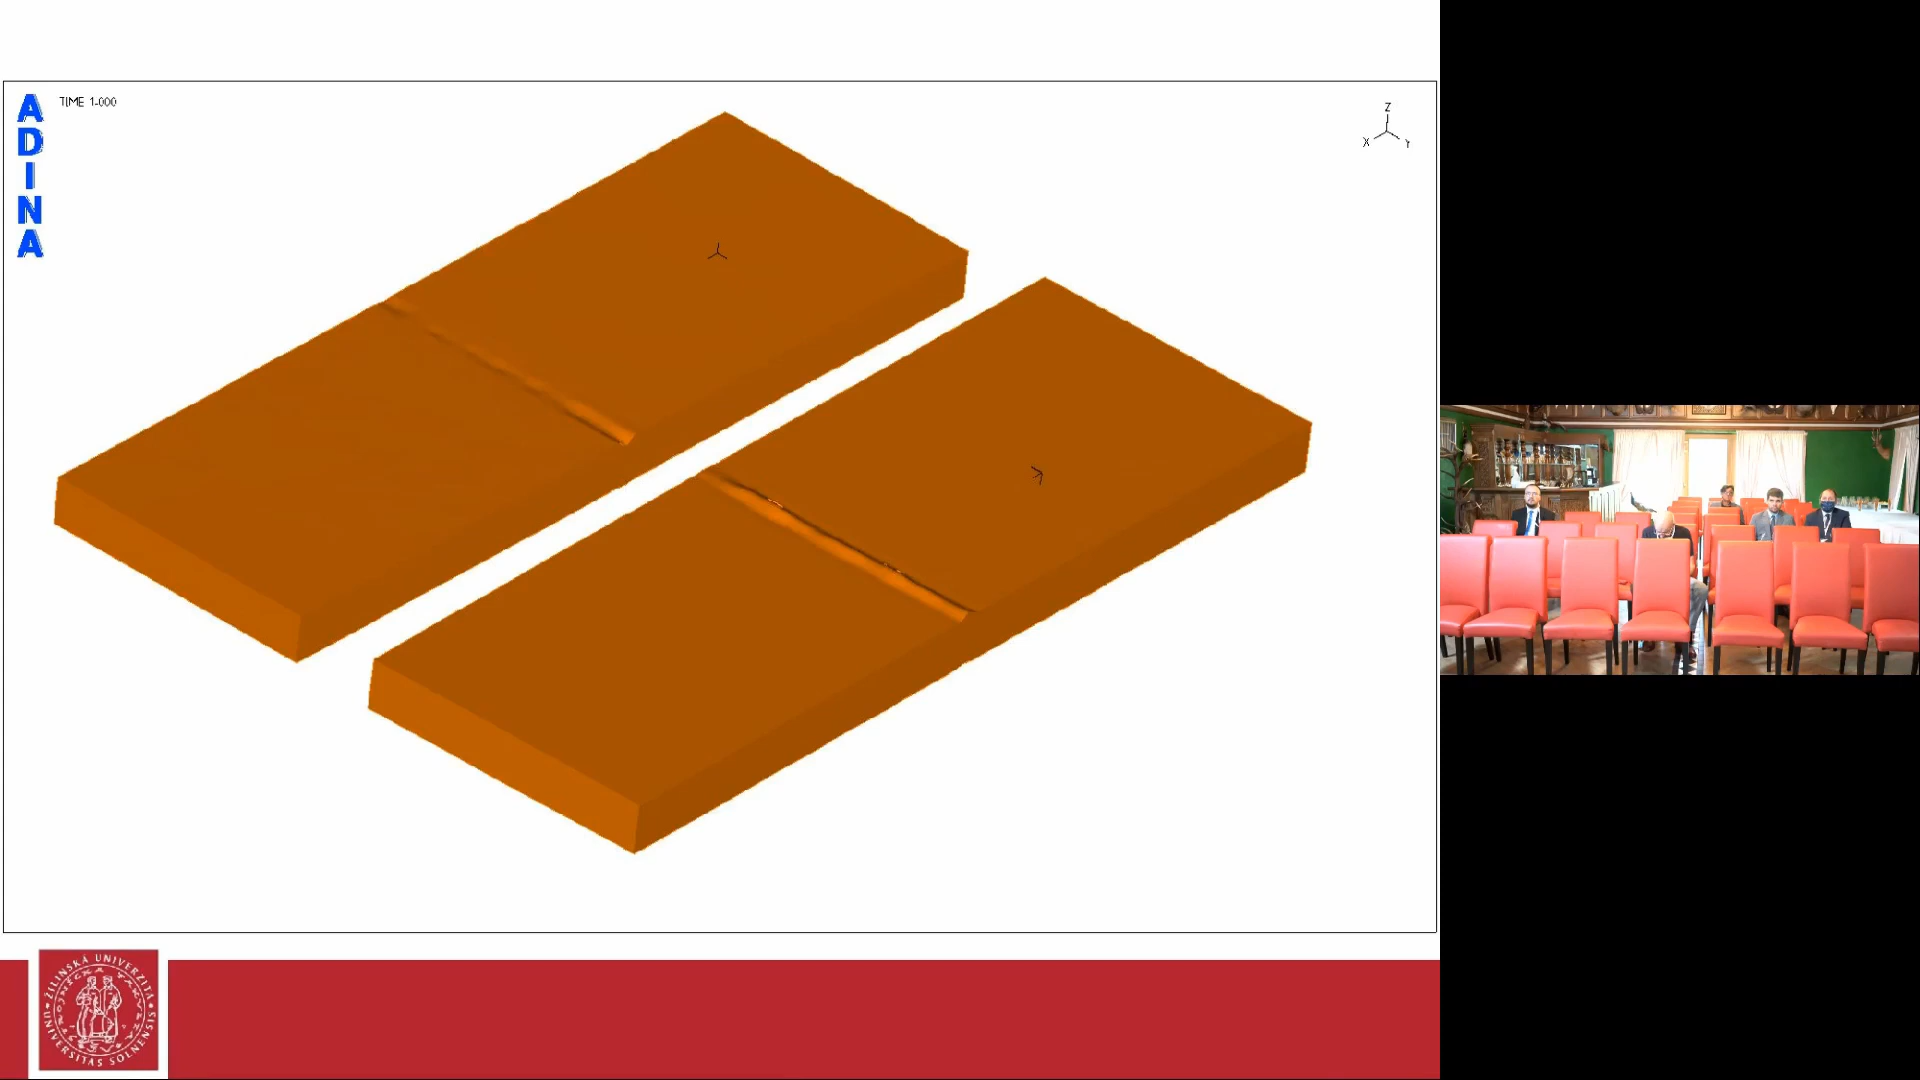 A
D
I
N
A
TIME 1.000
Z
X
Y
ŽILINSKÁ UNIVERZITA
UNIVERSITAS SOLNENSIS